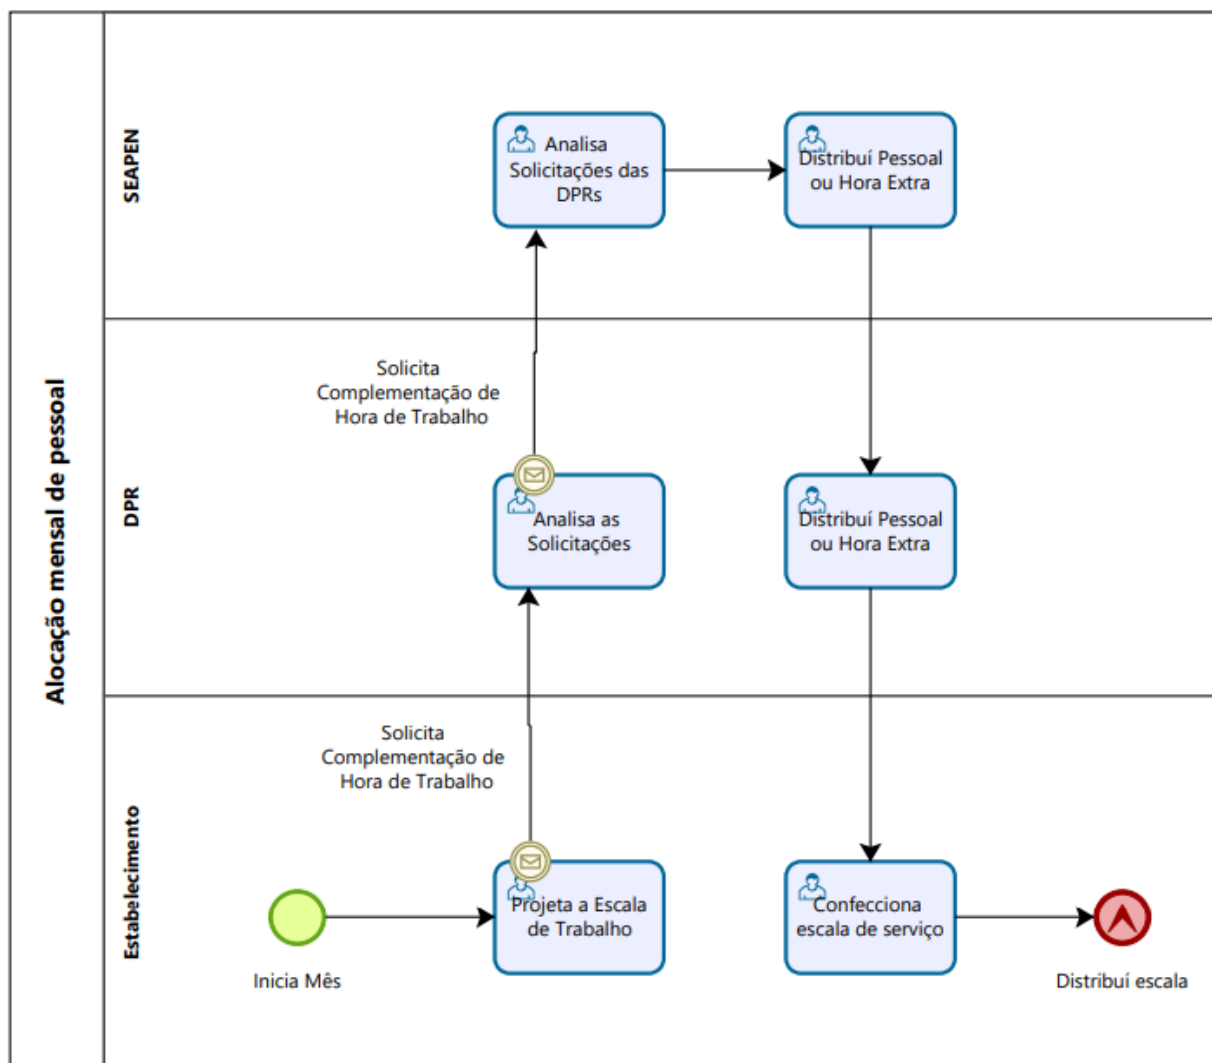 Alocação mensal de pessoal
SEAPEN
Analisa
Solicitações das
DPRs
Distribuí Pessoal
ou Hora Extra
DPR
Solicita
Complementação de
Hora de Trabalho
Analisa as
Solicitações
Distribuí Pessoal
ou Hora Extra
Estabelecimento
Solicita
Complementação de
Hora de Trabalho
Inicia Mês
Projeta a Escala
de Trabalho
Confecciona
escala de serviço
Distribuí escala